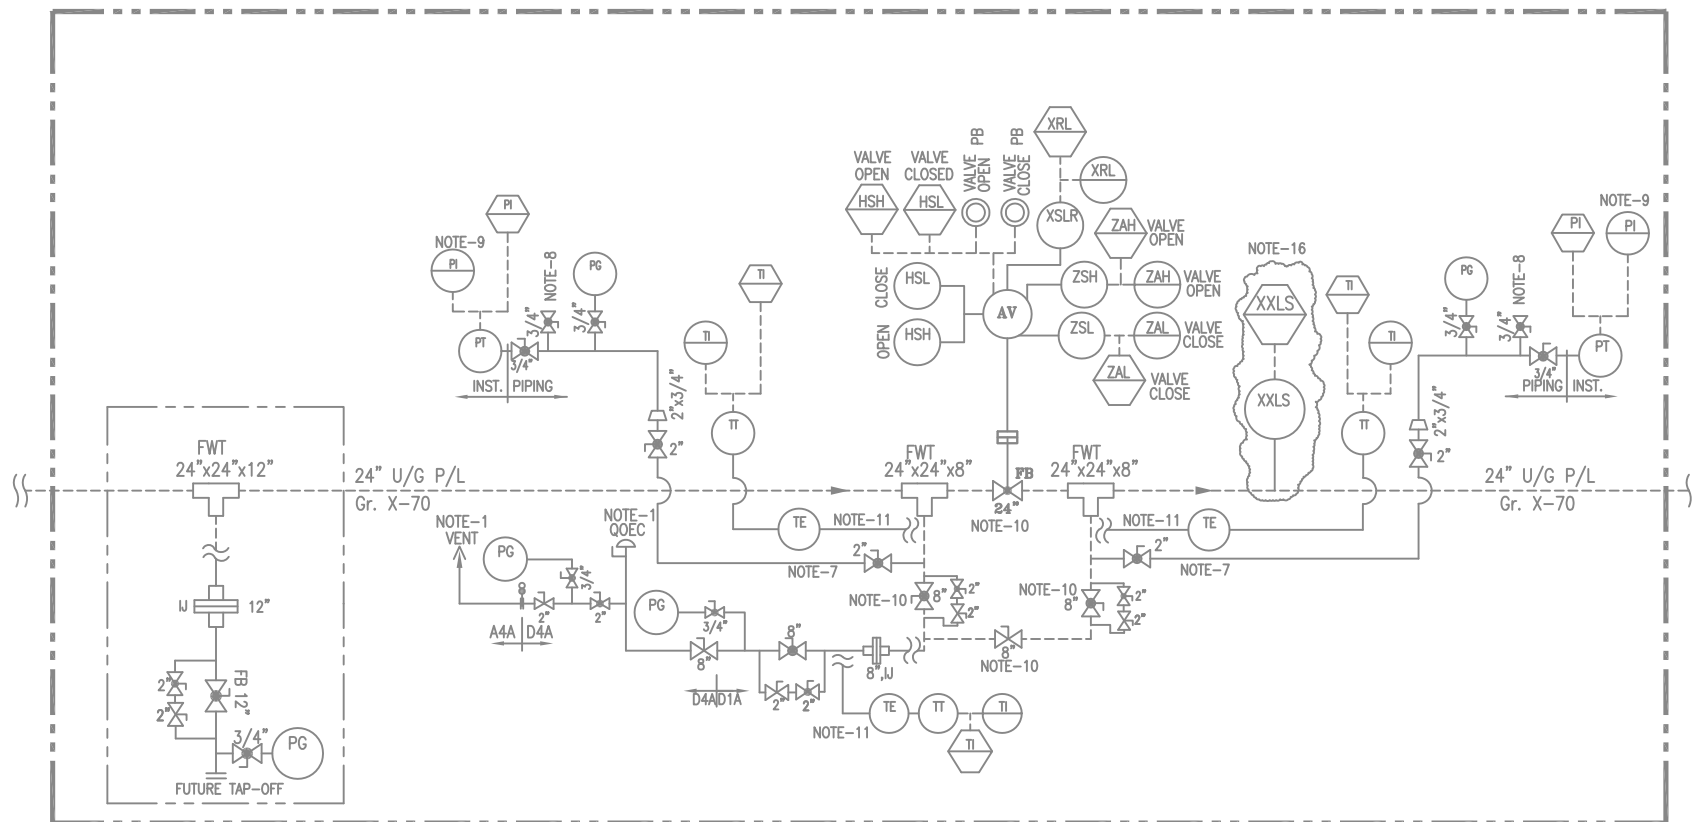 XRL
VALVE
OPEN
VALVE
CLOSED
VALVE OPEN PB
VALVE CLOSE PB
XRL
HSH
HSL
XSLR
ZAH
VALVE
OPEN
PI
NOTE-9
PI
NOTE-8
PG
3/4"
3/4"
PT
3/4"
INST.
PIPING
TI
TI
TT
2"x3/4"
2"
CLOSE
HSL
OPEN
HSH
AV
ZSH
ZAH
VALVE
OPEN
ZSL
ZAL
VALVE
CLOSE
ZAL
VALVE
CLOSE
NOTE-16
XXLS
XXLS
TI
TI
TT
PG
NOTE-8
3/4"
3/4"
PI
NOTE-9
PI
PT
3/4"
PIPING
INST.
2"x3/4"
2"
FWT
24"x24"x12"
24" U/G P/L
Gr. X-70
FWT
24"x24"x8"
FB
24"
NOTE-10
FWT
24"x24"x8"
24" U/G P/L
Gr. X-70
NOTE-1
VENT
NOTE-1
QOEC
TE
NOTE-11
NOTE-11
TE
PG
3/4"
2"
2"
2"
NOTE-7
2"
NOTE-7
A4A
D4A
PG
3/4"
8"
8"
D4A
D1A
2"
2"
8",IJ
NOTE-10
8"
2"
2"
NOTE-10
8"
2"
2"
8"
NOTE-10
IJ
12"
2"
2"
FB 12"
3/4"
PG
FUTURE TAP-OFF
NOTE-11
TE
TT
TI
TI